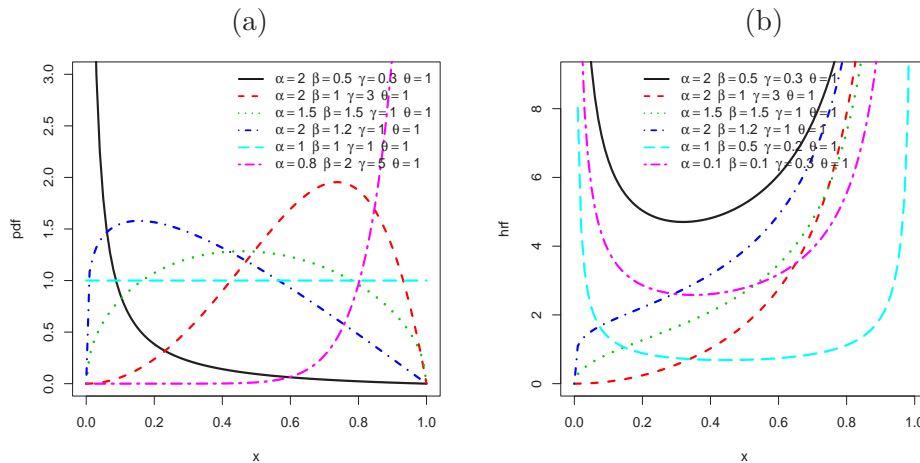 (a)
pdf
3.0
2.5
2.0
1.5
1.0
0.5
0.0
α = 2 β = 0.5 γ = 0.3 θ = 1
α = 2 β = 1 γ = 3 θ = 1
α = 1.5 β = 1.5 γ = 1 θ = 1
α = 2 β = 1.2 γ = 1 θ = 1
α = 1 β = 1 γ = 1 θ = 1
α = 0.8 β = 2 γ = 5 θ = 1
0.0 0.2 0.4 0.6 0.8 1.0
x
(b)
hrf
8
6
4
2
0
α = 2 β = 0.5 γ = 0.3 θ = 1
α = 2 β = 1 γ = 3 θ = 1
α = 1.5 β = 1.5 γ = 1 θ = 1
α = 2 β = 1.2 γ = 1 θ = 1
α = 1 β = 0.5 γ = 0.2 θ = 1
α = 0.1 β = 0.1 γ = 0.3 θ = 1
0.0 0.2 0.4 0.6 0.8 1.0
x